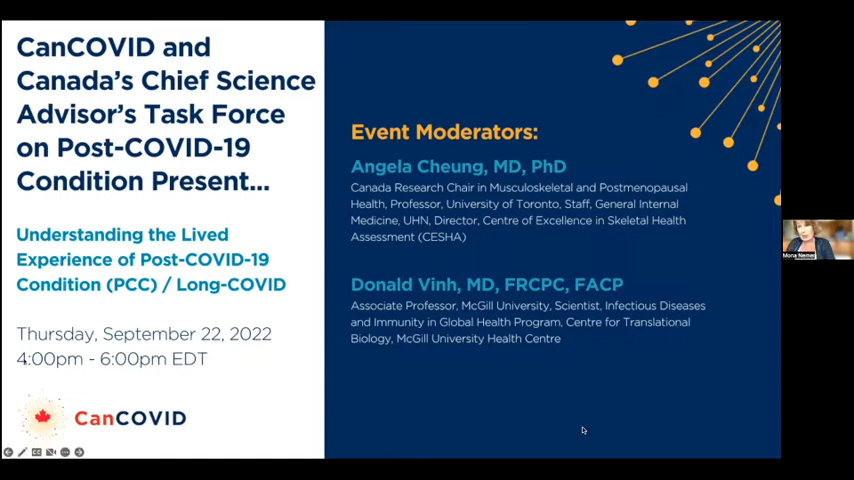 CanCOVID and
Canada's Chief Science
Advisor's Task Force
on Post-COVID-19
Condition Present...
Understanding the Lived
Experience of Post-COVID-19
Condition (PCC) / Long-COVID
Thursday, September 22, 2022
4:00pm - 6:00pm EDT
CanCOVID
Event Moderators:
Angela Cheung, MD, PhD
Canada Research Chair in Musculoskeletal and Postmenopausal
Health, Professor, University of Toronto, Staff, General Internal
Medicine, UHN, Director, Centre of Excellence in Skeletal Health
Assessment (CESHA)
Donald Vinh, MD, FRCPC, FACP
Associate Professor, McGill University, Scientist, Infectious Diseases
and Immunity in Global Health Program, Centre for Translational
Biology, McGill University Health Centre
Mona Nemer